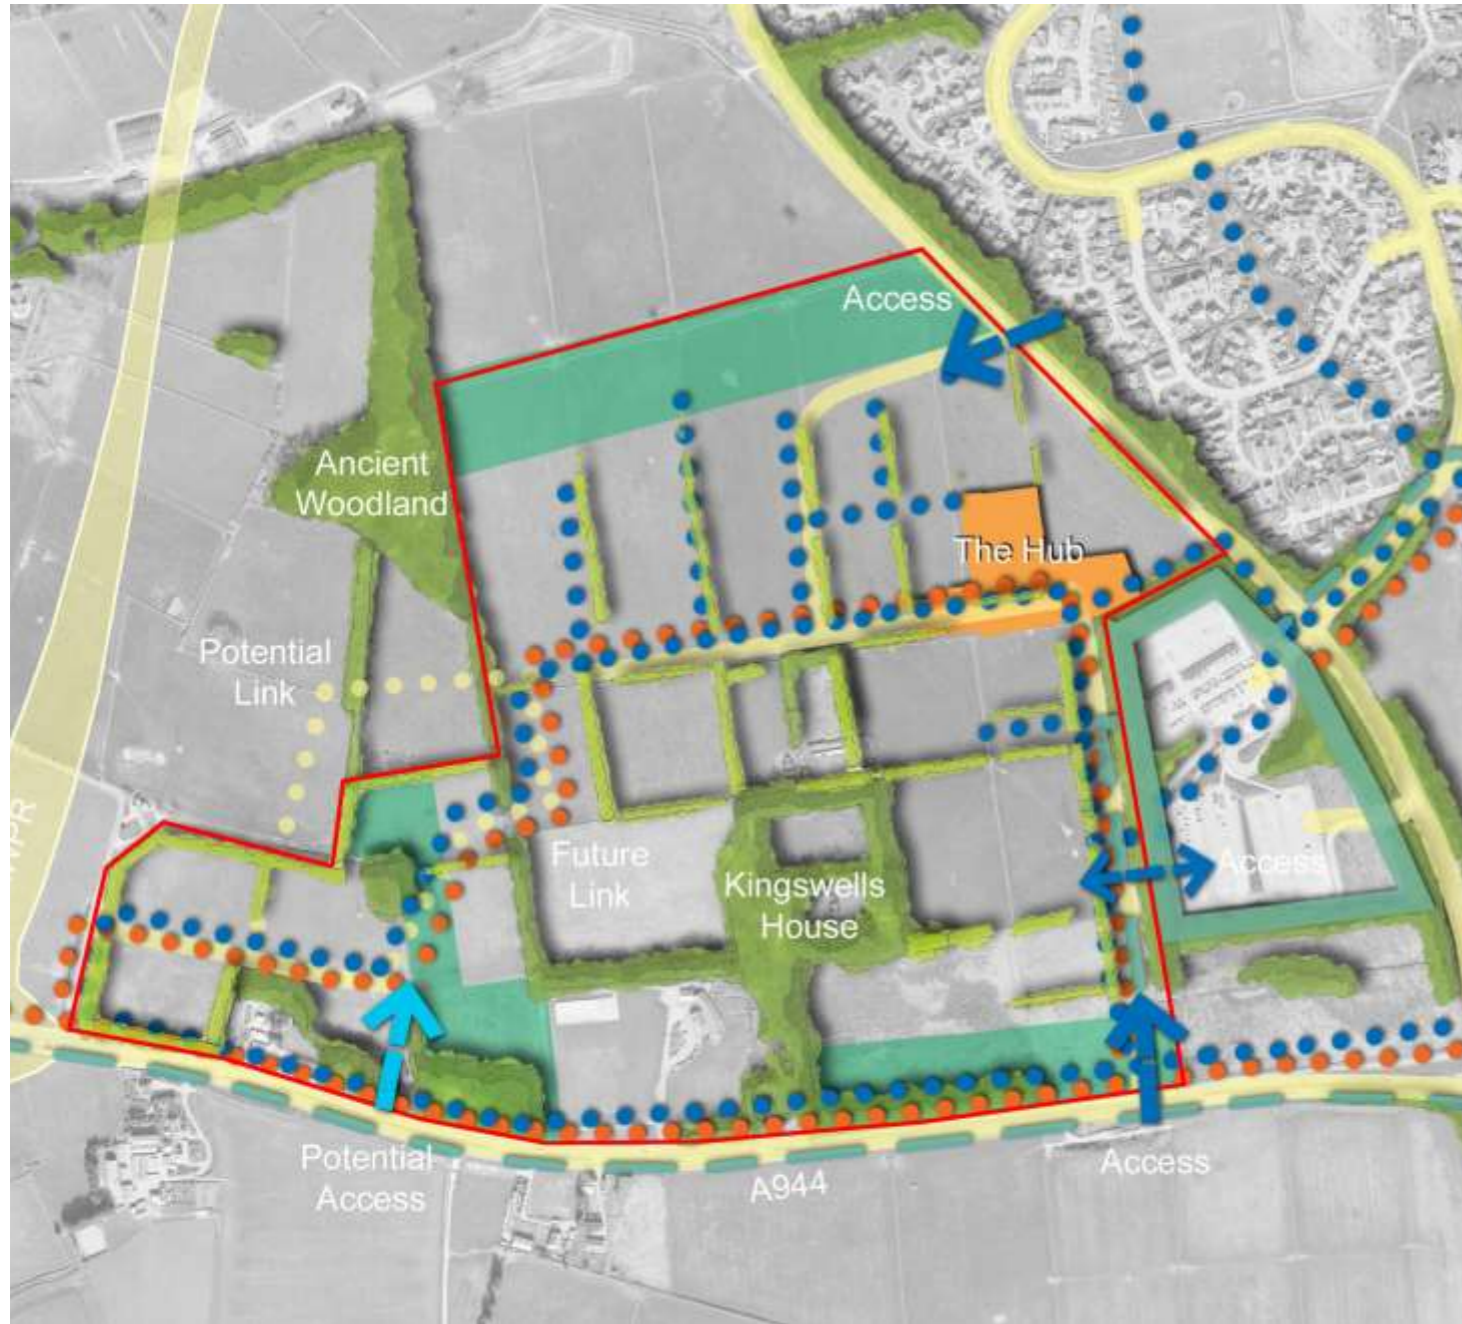 Access
Ancient
Woodland
The Hub
Potential
Link
Future
Link
Kingswells
House
Access
Potential
Access
Access
A944